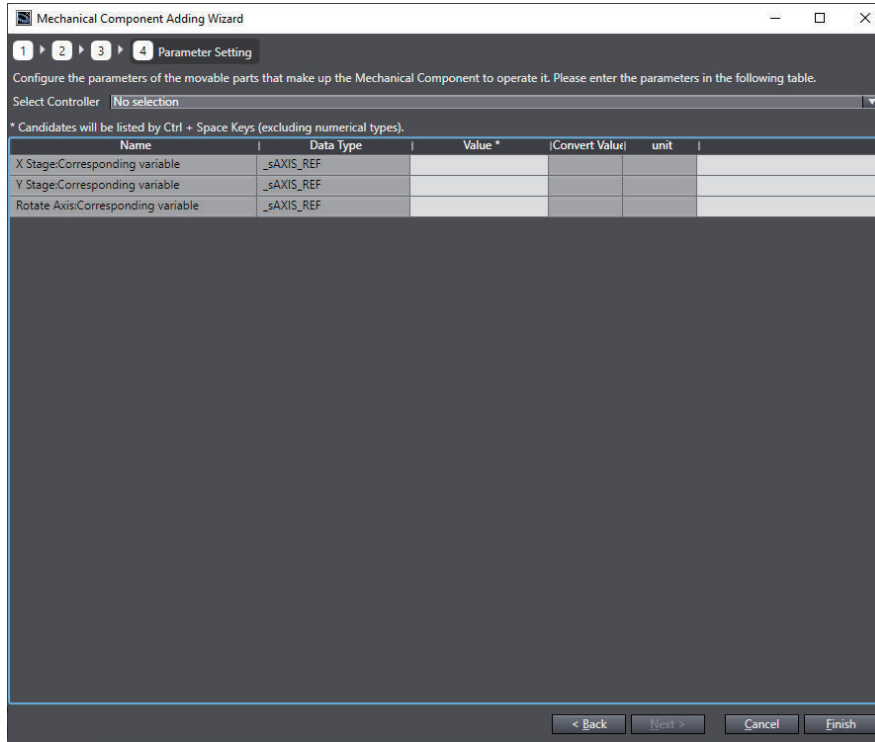 Mechanical Component Adding Wizard
1 2 3 4 Parameter Setting
Configure the parameters of the movable parts that make up the Mechanical Component to operate it. Please enter the parameters in the following table.
Select Controller No selection
* Candidates will be listed by Ctrl + Space Keys (excluding numerical types).
Name Data Type Value * Convert Value unit
X Stage:Corresponding variable _sAXIS_REF
Y Stage:Corresponding variable _sAXIS_REF
Rotate Axis:Corresponding variable _sAXIS_REF
< Back Next > Cancel Finish